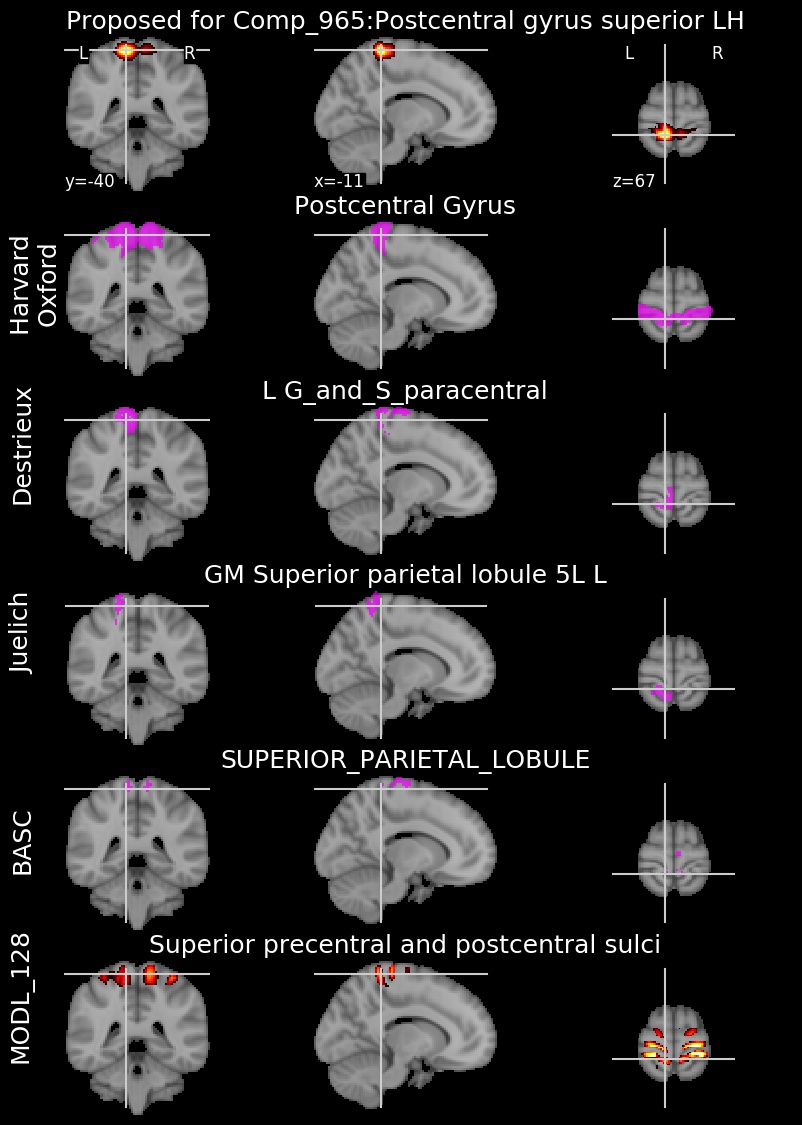 Proposed for Comp_965:Postcentral gyrus superior LH
L R
L R
y=-40
x=-11
z=67
Postcentral Gyrus
Harvard
Oxford
L G_and_S_paracentral
Destrieux
GM Superior parietal lobule 5L L
Juelich
SUPERIOR_PARIETAL_LOBULE
BASC
Superior precentral and postcentral sulci
MODL_128